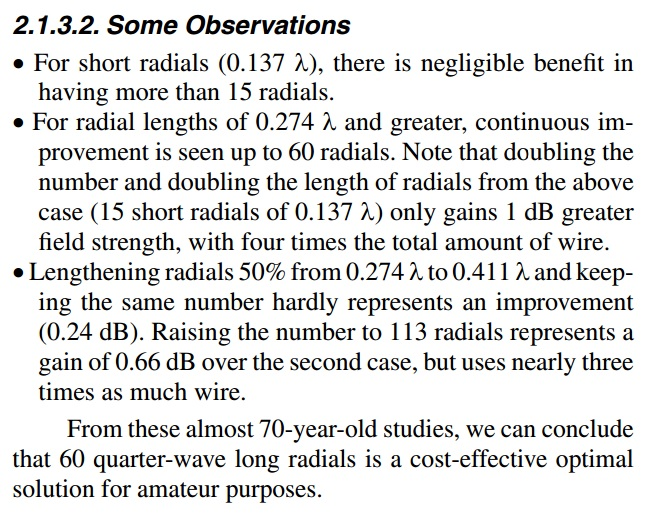 2.1.3.2. Some Observations
• For short radials (0.137 λ), there is negligible benefit in
having more than 15 radials.
• For radial lengths of 0.274 λ and greater, continuous im-
provement is seen up to 60 radials. Note that doubling the
number and doubling the length of radials from the above
case (15 short radials of 0.137 λ) only gains 1 dB greater
field strength, with four times the total amount of wire.
• Lengthening radials 50% from 0.274 λ to 0.411 λ and keep-
ing the same number hardly represents an improvement
(0.24 dB). Raising the number to 113 radials represents a
gain of 0.66 dB over the second case, but uses nearly three
times as much wire.
From these almost 70-year-old studies, we can conclude
that 60 quarter-wave long radials is a cost-effective optimal
solution for amateur purposes.